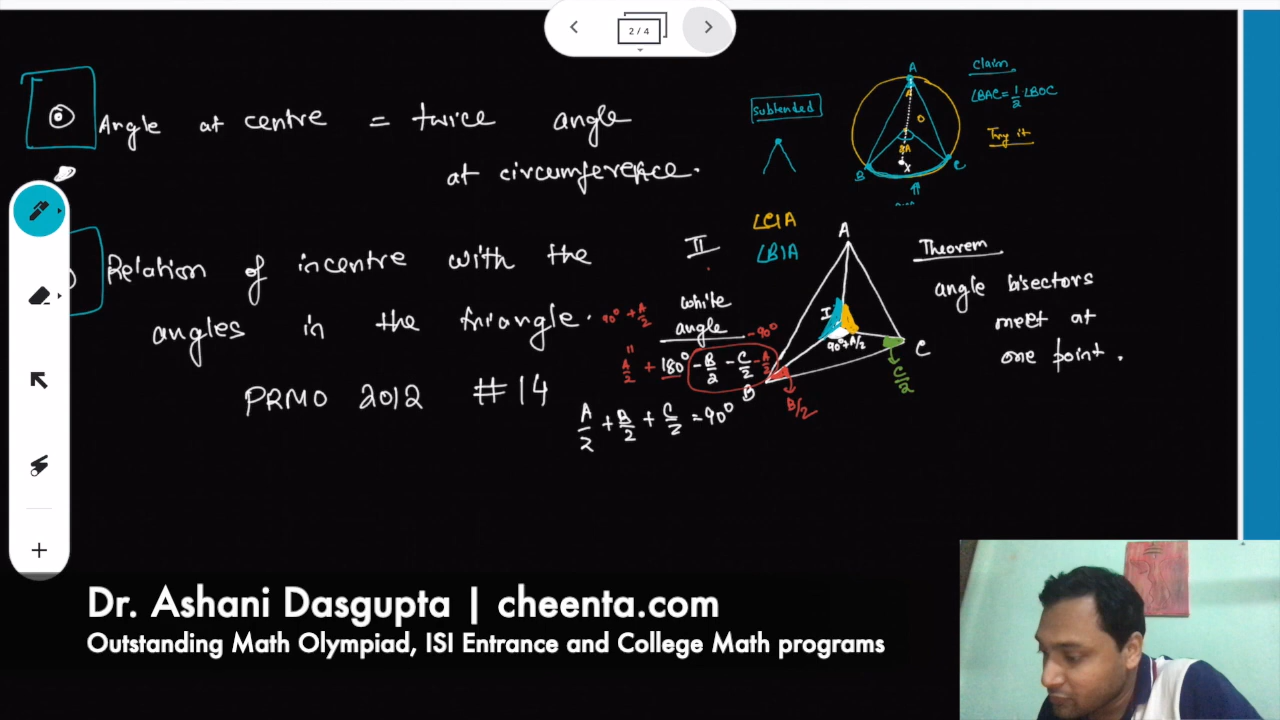 2 / 4
Angle at centre = twice angle
at circumference.
Subtended
A
A
O
2A
X
B
C
Claim
∠BAC = 1/2 ∠BOC
Try it
Relation of incentre with the
angles in the triangle.
PRMO 2012 #14
II
∠CIA
∠BIA
white
angle
90° + A/2
"
A/2 + 180° - B/2 - C/2 - A/2
-90°
A/2 + B/2 + C/2 = 90°
A
I
90°+A/2
B
C
B/2
C/2
Theorem
angle bisectors
meet at
one point.
Dr. Ashani Dasgupta | cheenta.com
Outstanding Math Olympiad, ISI Entrance and College Math programs